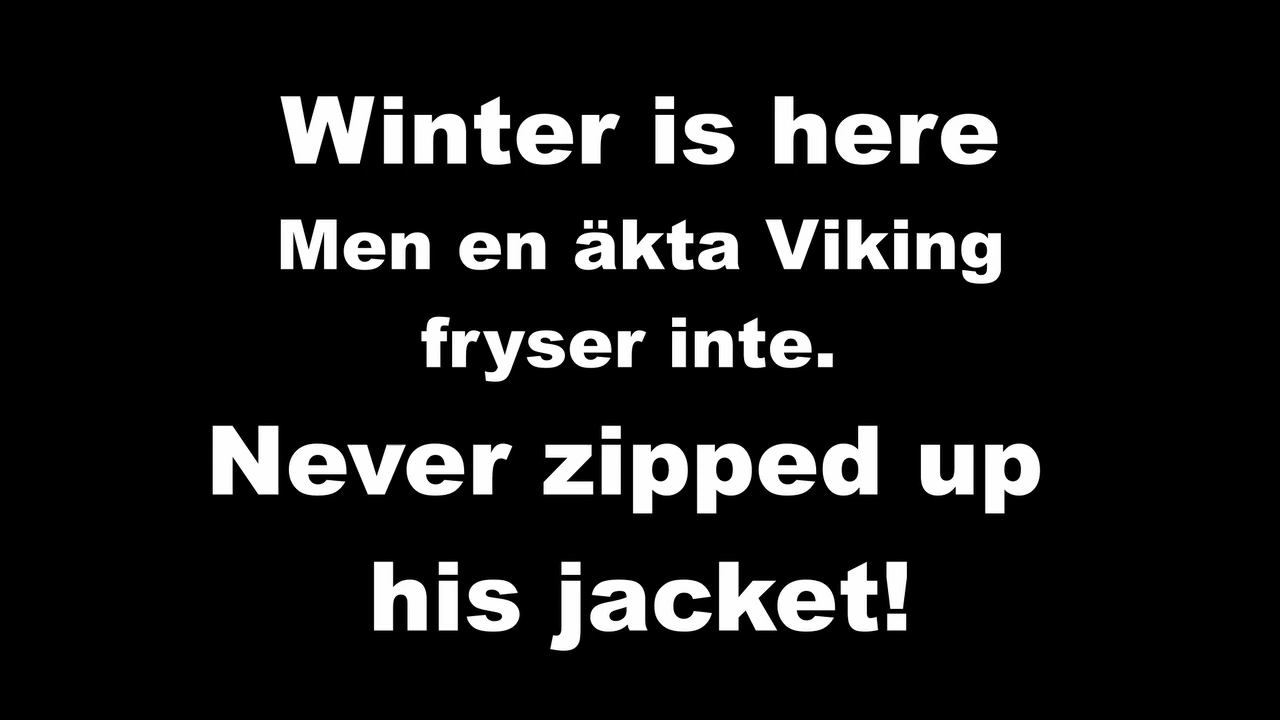 Winter is here
Men en äkta Viking
fryser inte.
Never zipped up
his jacket!